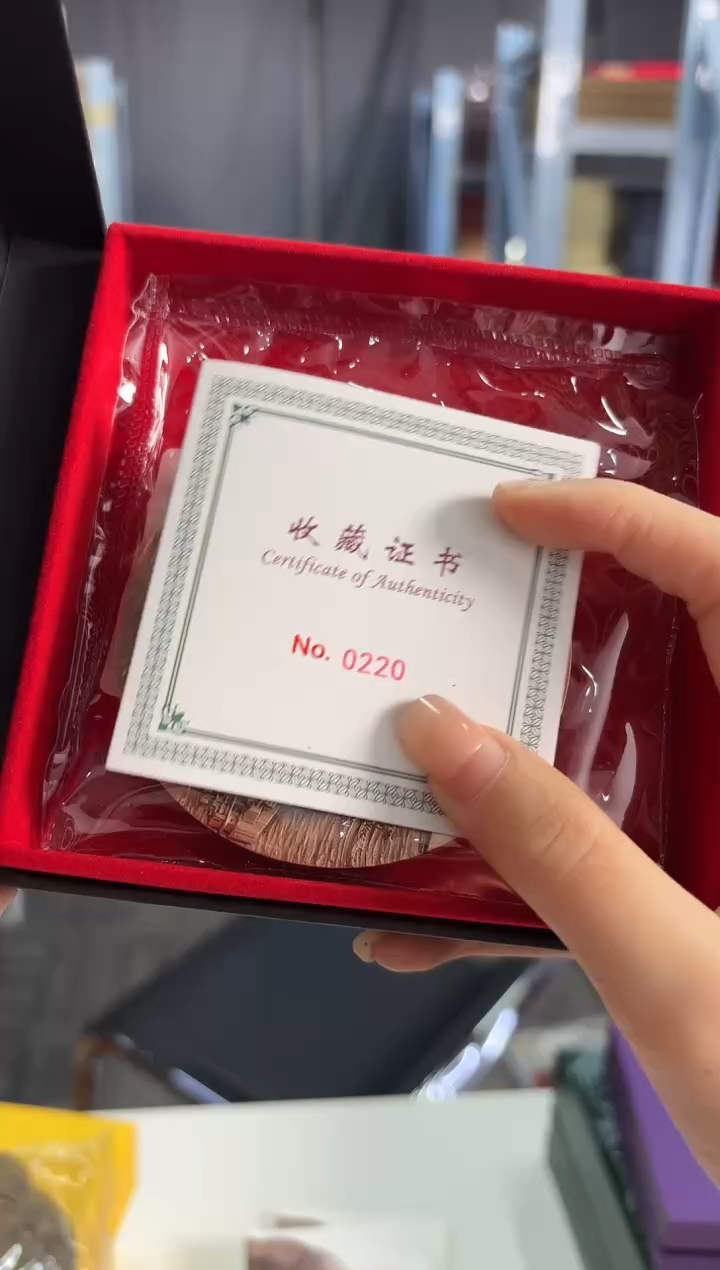 收藏证书
Certificate of Authenticity
No. 0220